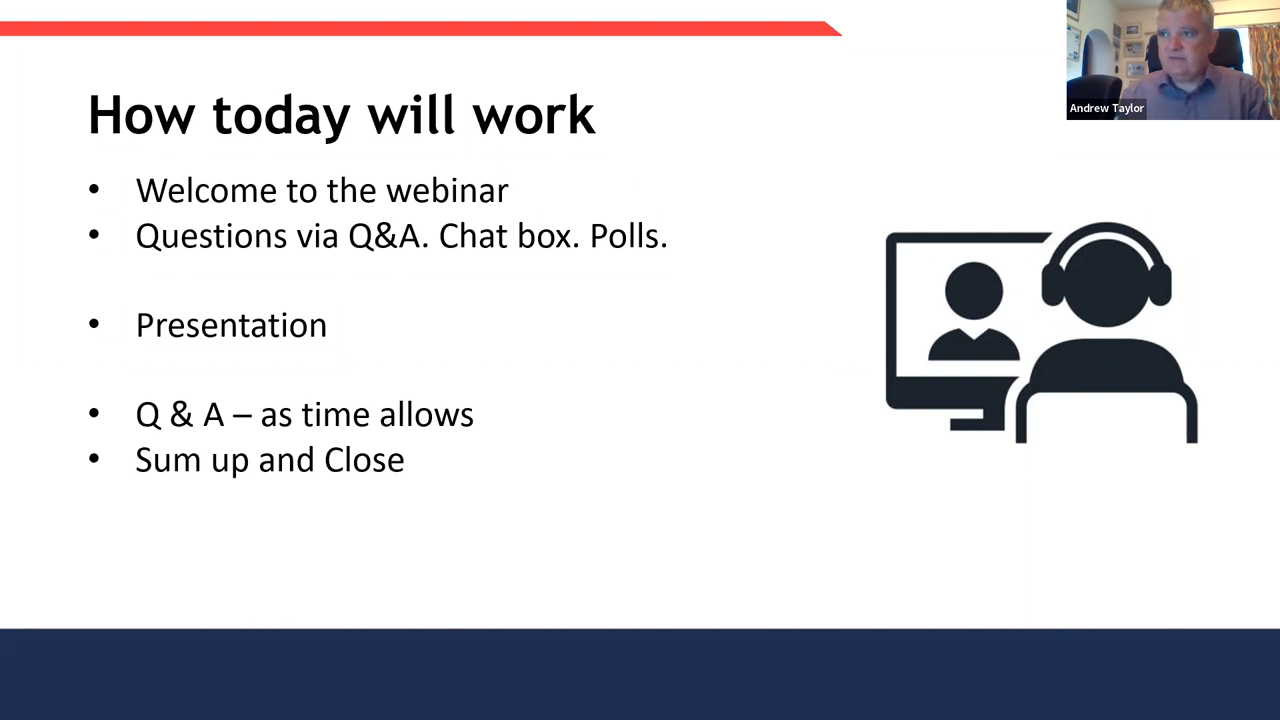 How today will work
• Welcome to the webinar
• Questions via Q&A. Chat box. Polls.
• Presentation
• Q & A – as time allows
• Sum up and Close
Andrew Taylor